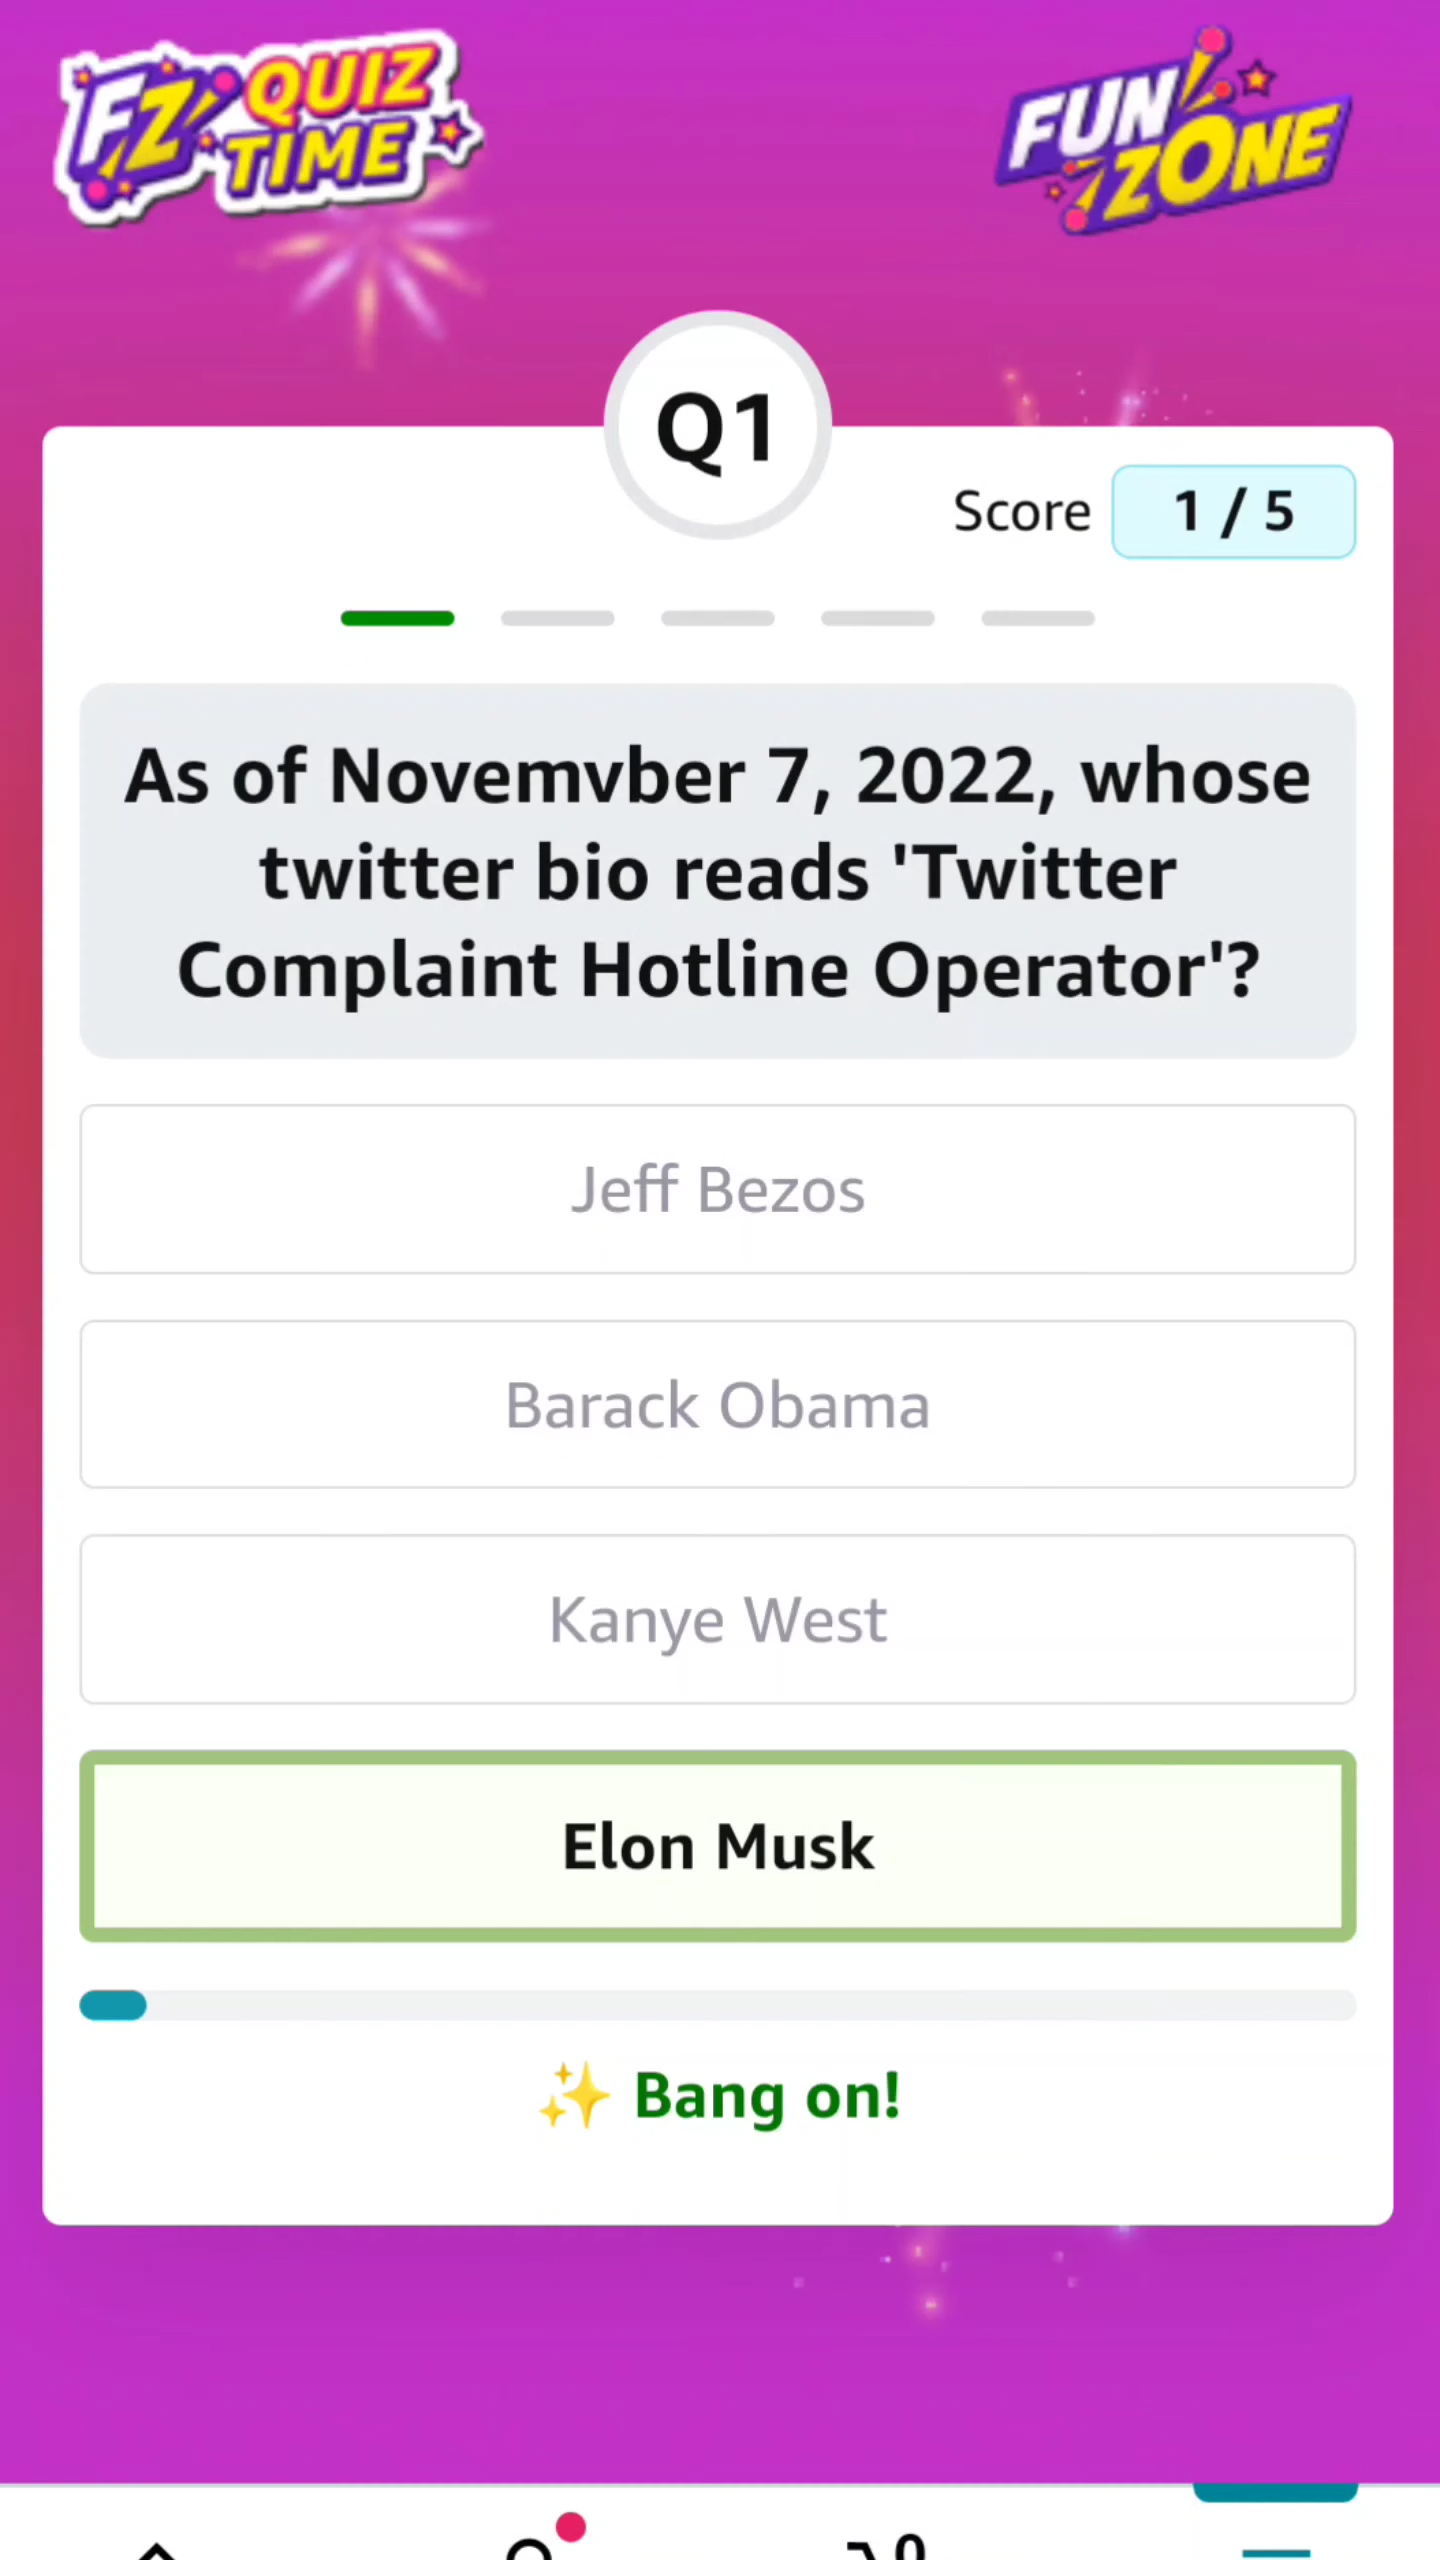 FZ QUIZ TIME
FUN ZONE
Q1
Score 1 / 5
As of Novemvber 7, 2022, whose
twitter bio reads 'Twitter
Complaint Hotline Operator'?
Jeff Bezos
Barack Obama
Kanye West
Elon Musk
✨ Bang on!
0